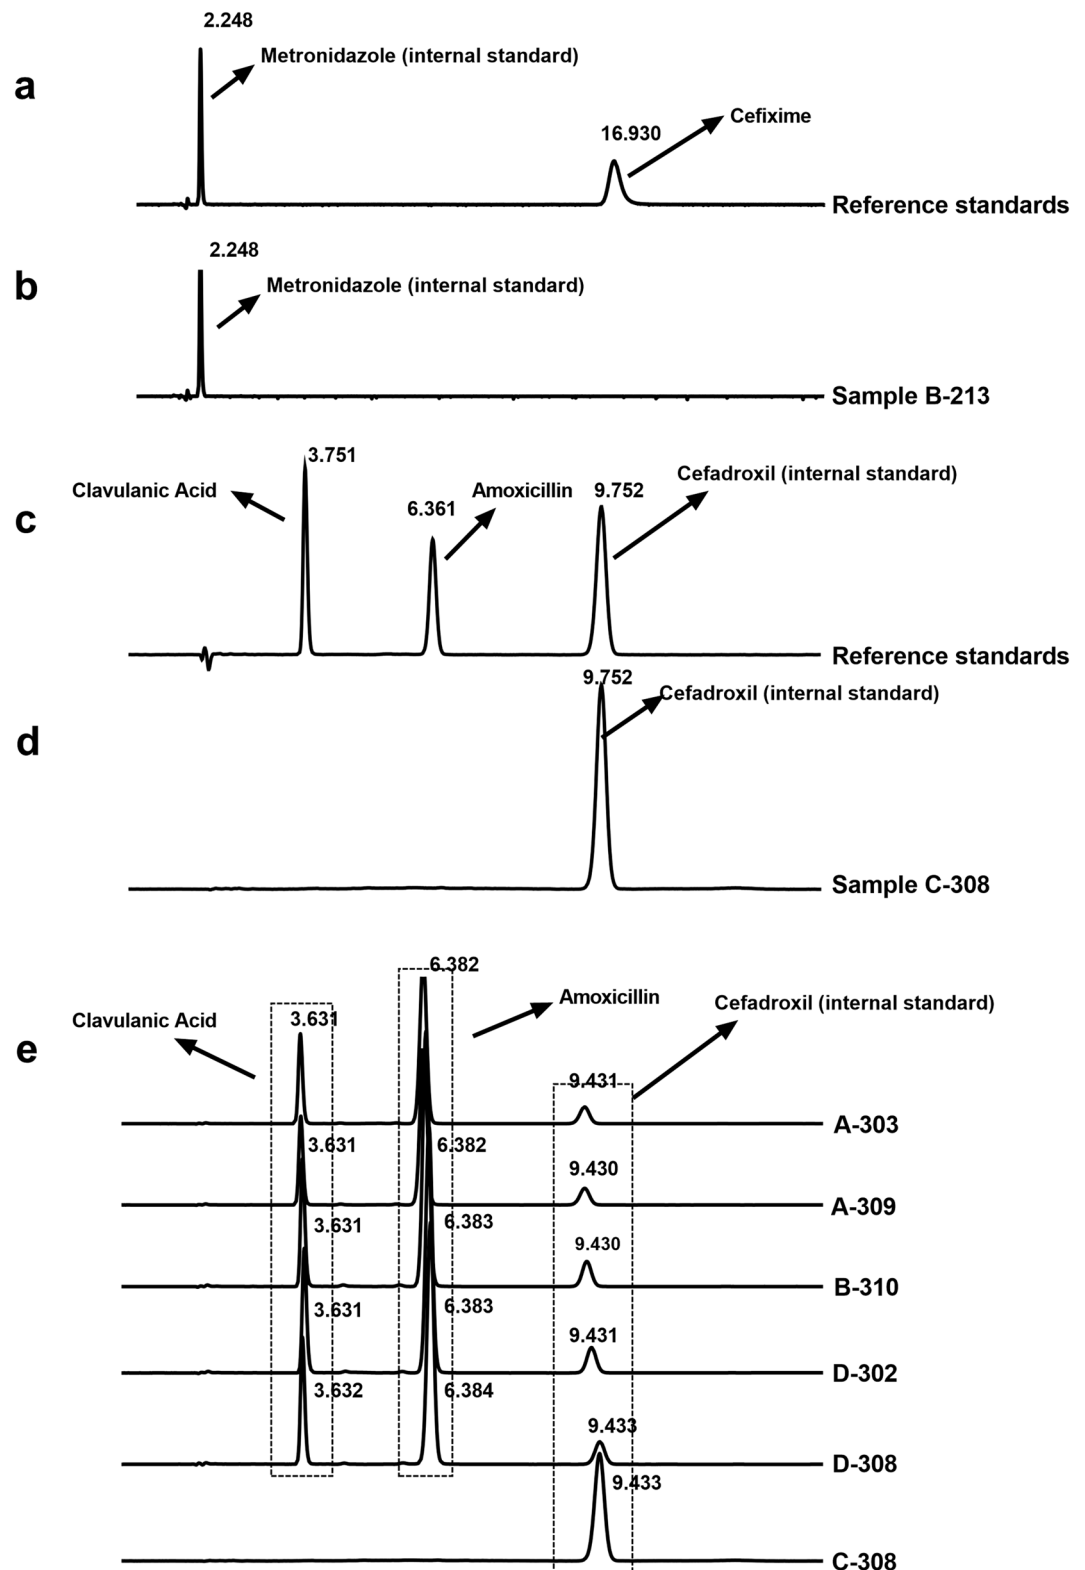 2.248
Metronidazole (internal standard)
a
Cefixime
16.930
Reference standards
2.248
b
Metronidazole (internal standard)
Sample B-213
3.751
Cefadroxil (internal standard)
Clavulanic Acid
Amoxicillin
9.752
6.361
c
Reference standards
9.752
Cefadroxil (internal standard)
d
Sample C-308
6.382
Amoxicillin
Cefadroxil (internal standard)
Clavulanic Acid
3.631
e
9.431
A-303
3.631
6.382
9.430
A-309
3.631
6.383
9.430
B-310
3.631
6.383
9.431
D-302
3.632
6.384
9.433
D-308
9.433
C-308